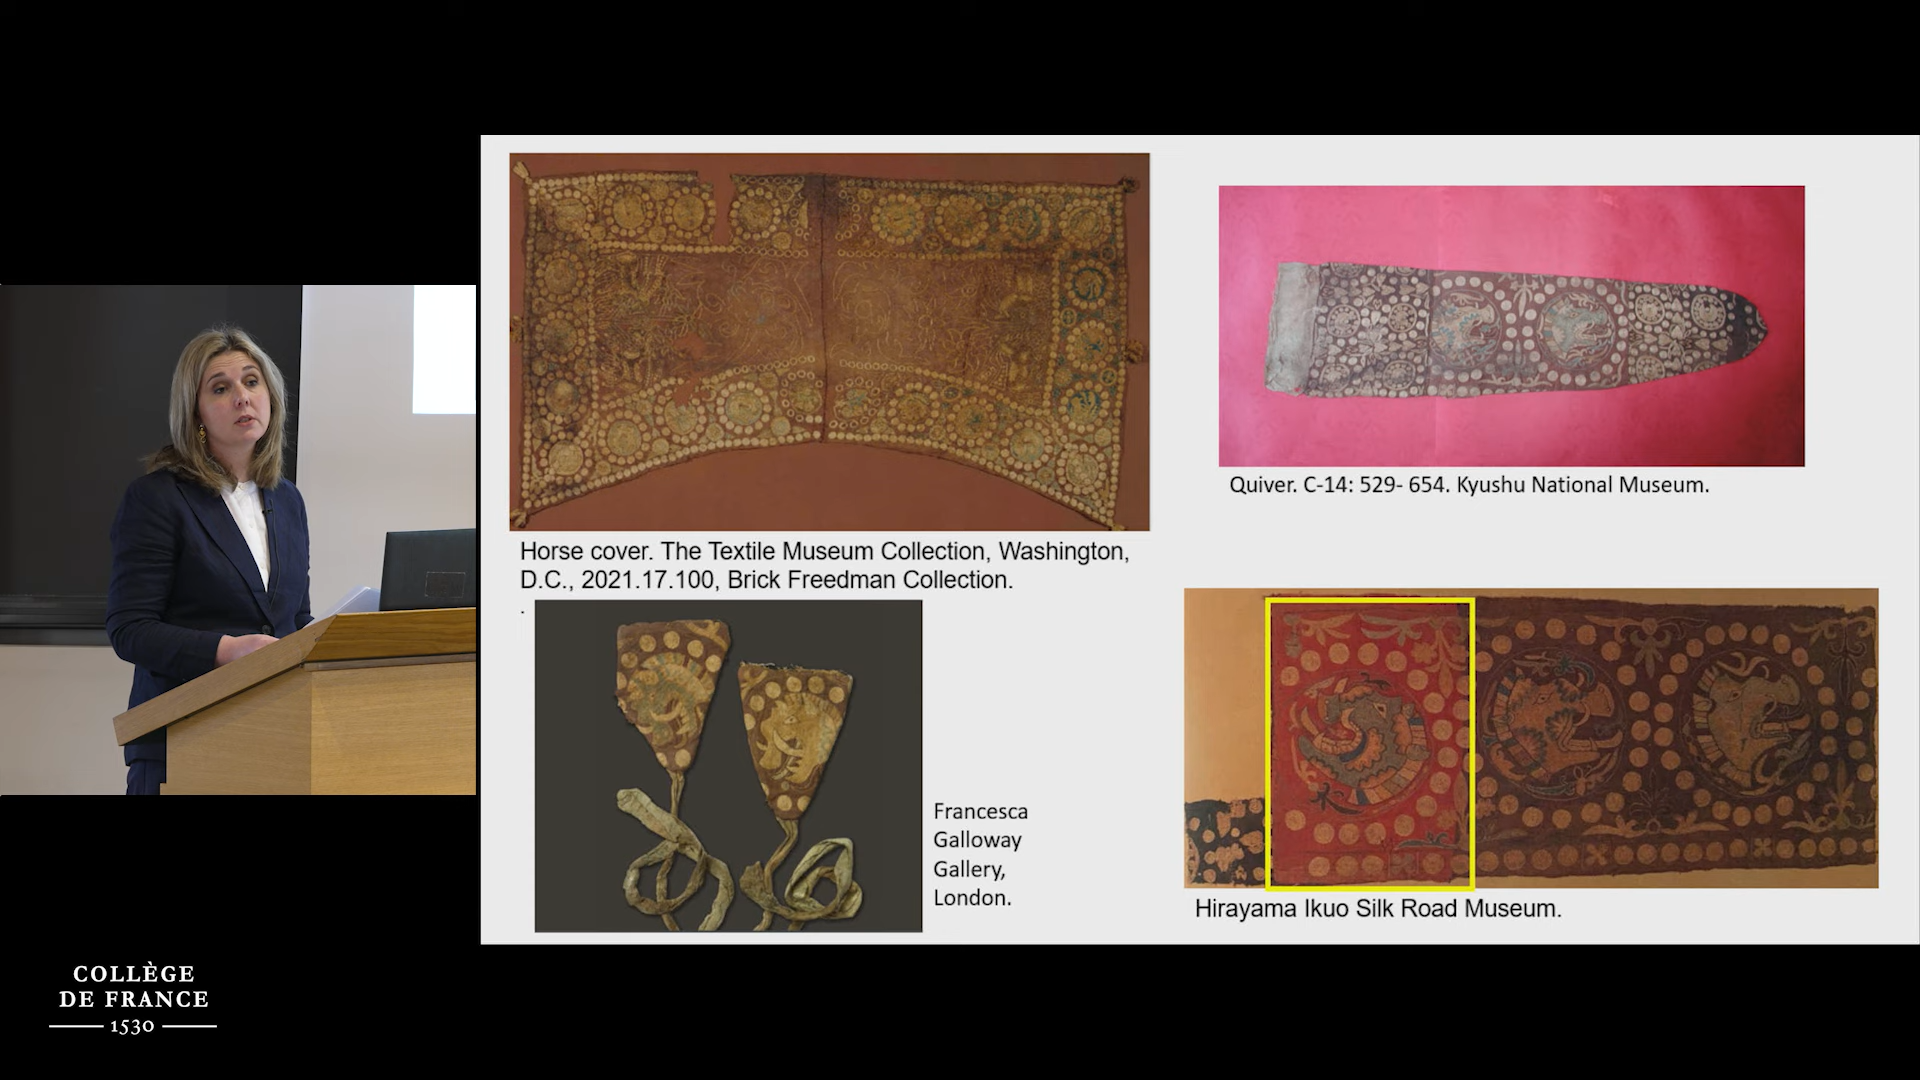 Horse cover. The Textile Museum Collection, Washington,
D.C., 2021.17.100, Brick Freedman Collection.
.
Quiver. C-14: 529- 654. Kyushu National Museum.
Francesca
Galloway
Gallery,
London.
Hirayama Ikuo Silk Road Museum.
COLLÈGE
DE FRANCE
1530